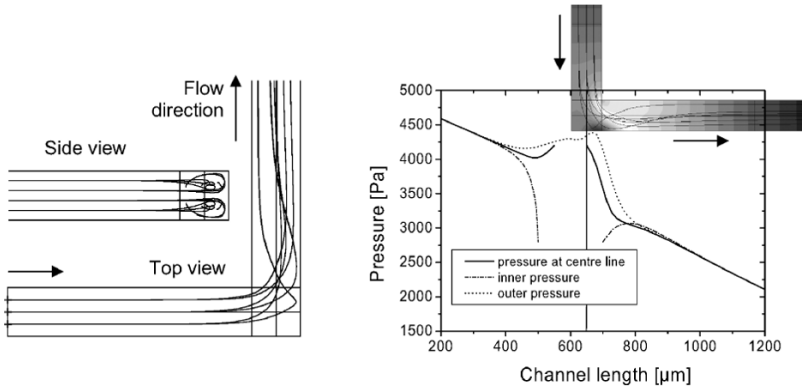 Flow
direction
Side view
Top view
Pressure [Pa]
5000
4500
4000
3500
3000
2500
2000
1500
pressure at centre line
inner pressure
outer pressure
200 400 600 800 1000 1200
Channel length [µm]